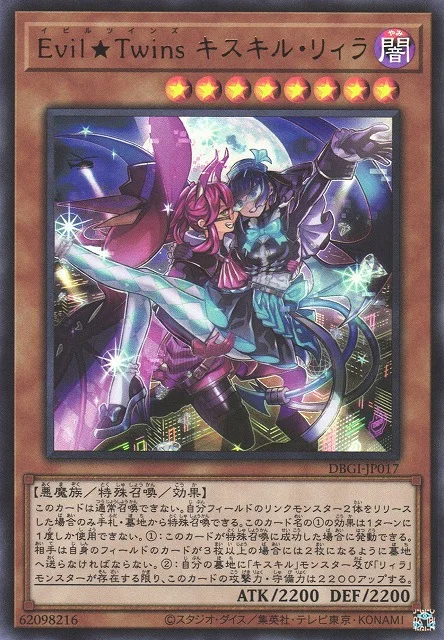 イビルツインズ
Evil★Twins キスキル・リィラ
やみ
闇
DBGI-JP017
【悪魔族／特殊召喚／効果】
このカードは通常召喚できない。自分フィールドのリンクモンスター２体をリリース
した場合のみ手札・墓地から特殊召喚できる。このカード名の①の効果は１ターンに
１度しか使用できない。①：このカードが特殊召喚に成功した場合に発動できる。
相手は自身のフィールドのカードが３枚以上の場合には２枚になるように墓地
へ送らなければならない。②：自分の墓地に「キスキル」モンスター及び「リィラ」
モンスターが存在する限り、このカードの攻撃力・守備力は２２００アップする。
ATK/2200 DEF/2200
62098216
©スタジオ・ダイス／集英社・テレビ東京・KONAMI